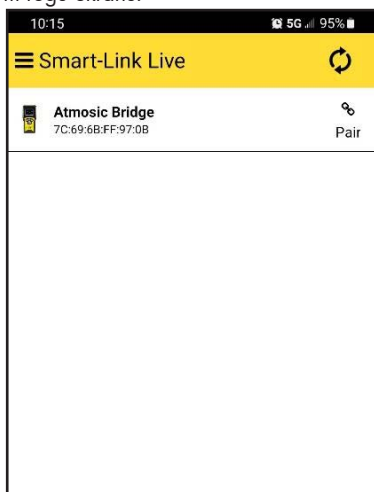 10:15
5G 95%
Smart-Link Live
Atmosic Bridge
7C:69:6B:FF:97:0B
Pair